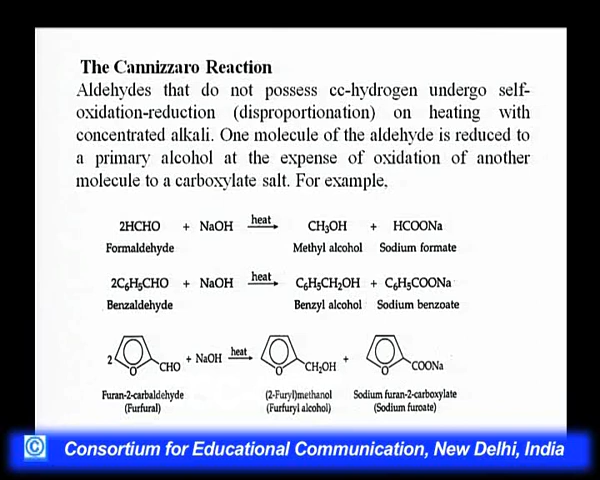 The Cannizzaro Reaction
Aldehydes that do not possess cc-hydrogen undergo self-
oxidation-reduction (disproportionation) on heating with
concentrated alkali. One molecule of the aldehyde is reduced to
a primary alcohol at the expense of oxidation of another
molecule to a carboxylate salt. For example,
2HCHO + NaOH heat CH₃OH + HCOONa
Formaldehyde Methyl alcohol Sodium formate
2C₆H₅CHO + NaOH heat C₆H₅CH₂OH + C₆H₅COONa
Benzaldehyde Benzyl alcohol Sodium benzoate
2 O CHO + NaOH heat O CH₂OH + O COONa
Furan-2-carbaldehyde (2-Furyl)methanol Sodium furan-2-carboxylate
(Furfural) (Furfuryl alcohol) (Sodium furoate)
© Consortium for Educational Communication, New Delhi, India